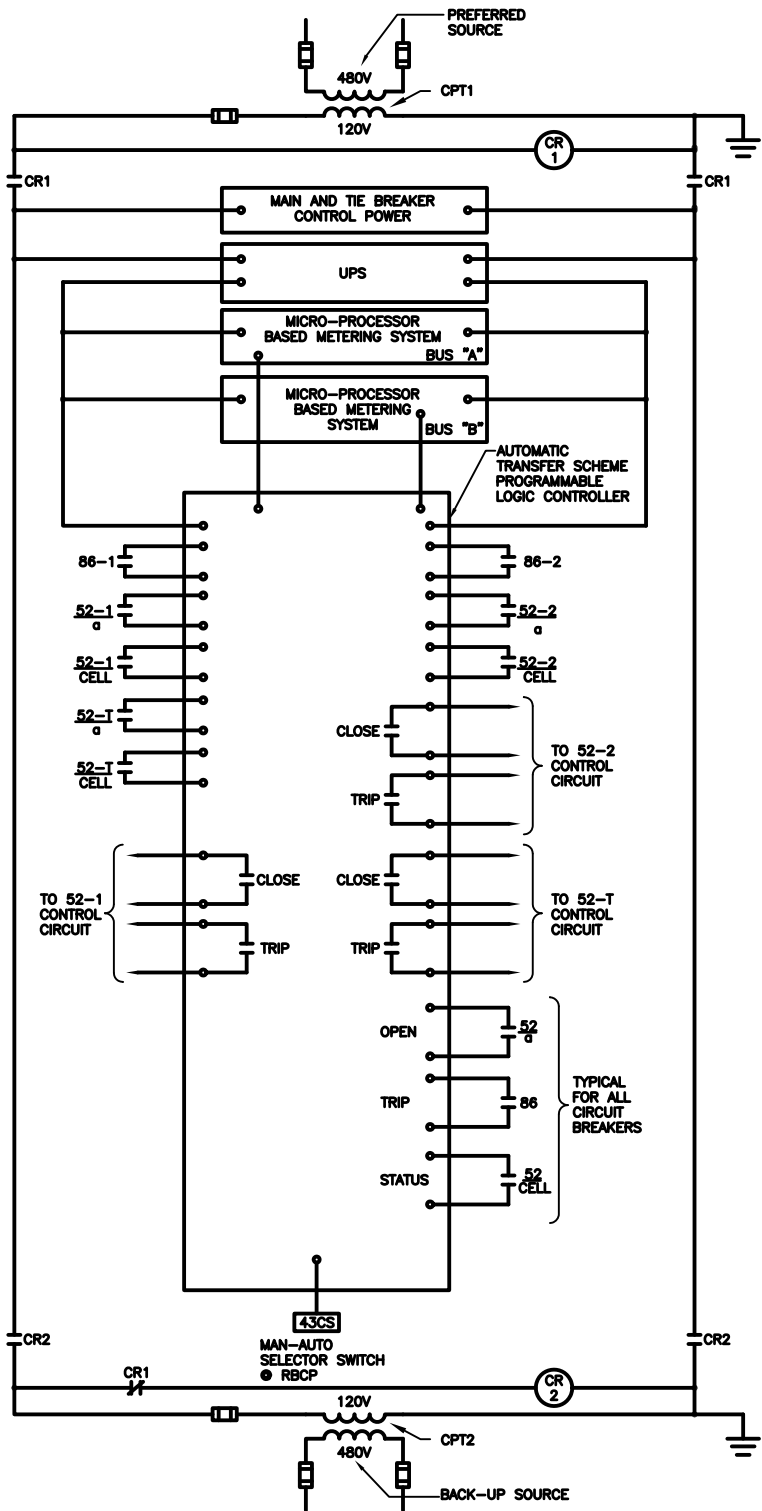 PREFERRED
SOURCE
480V
CPT1
120V
CR
1
CR1
CR1
MAIN AND TIE BREAKER
CONTROL POWER
UPS
MICRO-PROCESSOR
BASED METERING SYSTEM
BUS "A"
MICRO-PROCESSOR
BASED METERING
SYSTEM
BUS "B"
AUTOMATIC
TRANSFER SCHEME
PROGRAMMABLE
LOGIC CONTROLLER
86-1
86-2
52-1
a
52-2
a
52-1
CELL
52-2
CELL
52-T
a
52-T
CELL
CLOSE
TRIP
TO 52-2
CONTROL
CIRCUIT
TO 52-1
CONTROL
CIRCUIT
CLOSE
TRIP
CLOSE
TRIP
TO 52-T
CONTROL
CIRCUIT
OPEN
52
a
TRIP
86
STATUS
52
CELL
TYPICAL
FOR ALL
CIRCUIT
BREAKERS
43CS
MAN-AUTO
SELECTOR SWITCH
@ RBCP
CR2
CR2
CR1
CR
2
120V
CPT2
480V
BACK-UP SOURCE